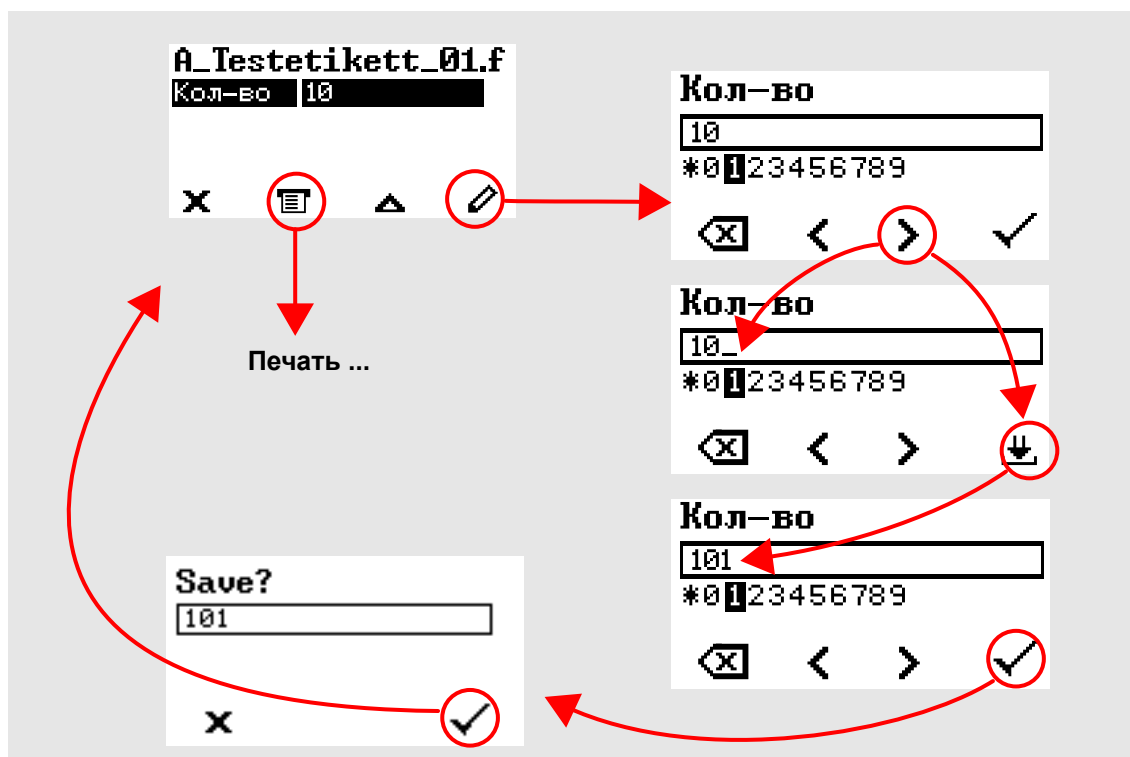 A_Testetikett_01.f
Кол-во 10
Печать ...
Кол-во
10
*0123456789
Кол-во
10_
*0123456789
Кол-во
101
*0123456789
Save?
101